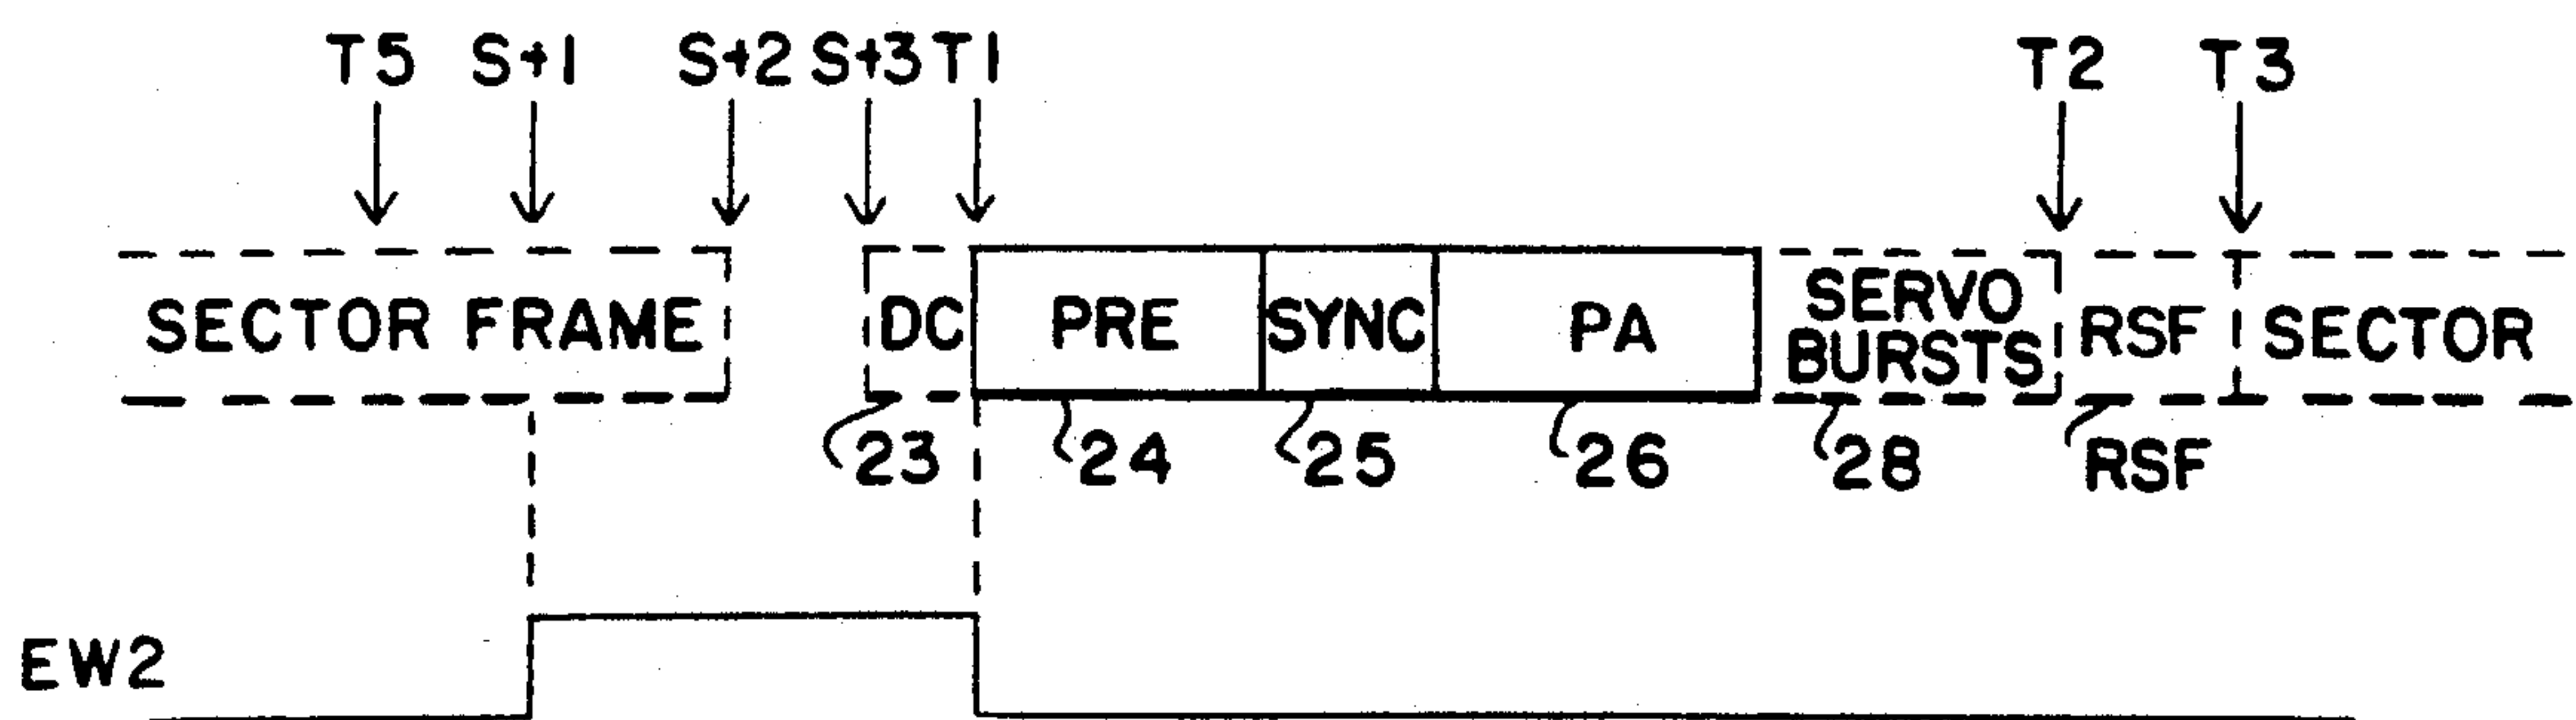 T5 S+1 S+2 S+3 T1 T2 T3
SECTOR FRAME DC PRE SYNC PA SERVO BURSTS RSF SECTOR
23 24 25 26 28 RSF
EW2